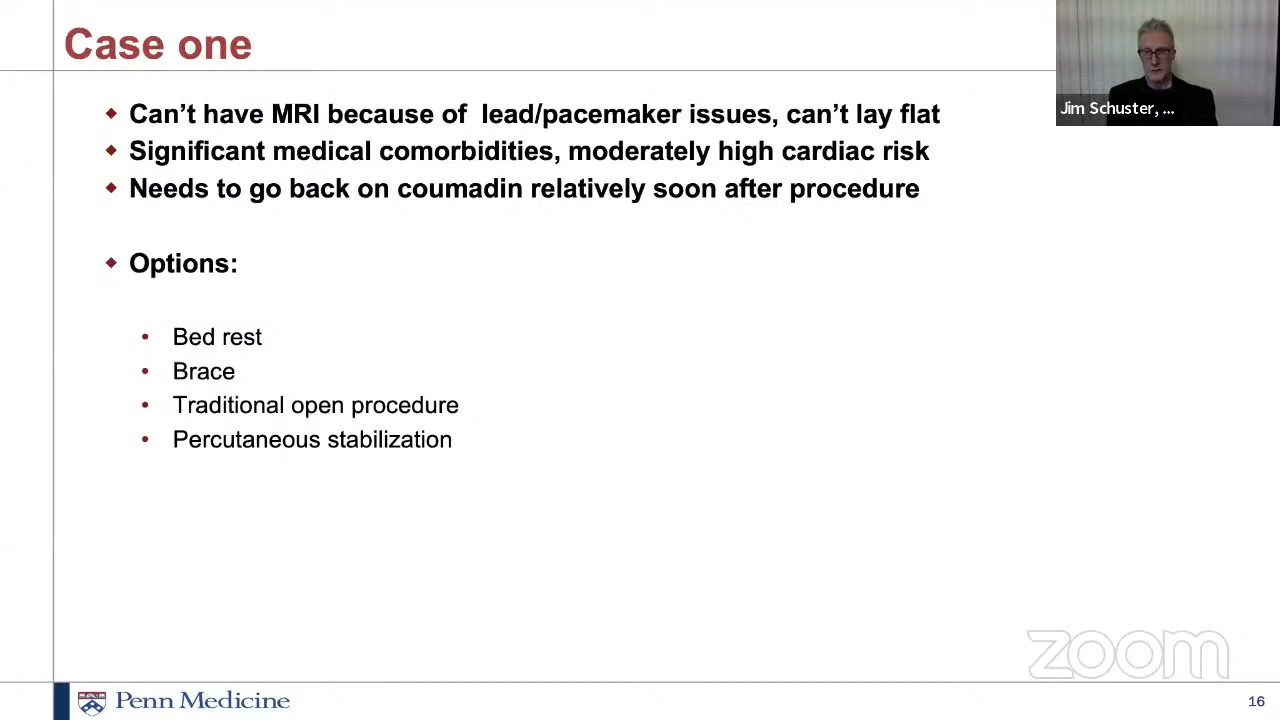 Case one
Jim Schuster, ...
Can't have MRI because of lead/pacemaker issues, can't lay flat
Significant medical comorbidities, moderately high cardiac risk
Needs to go back on coumadin relatively soon after procedure
Options:
Bed rest
Brace
Traditional open procedure
Percutaneous stabilization
zoom
Penn Medicine
16